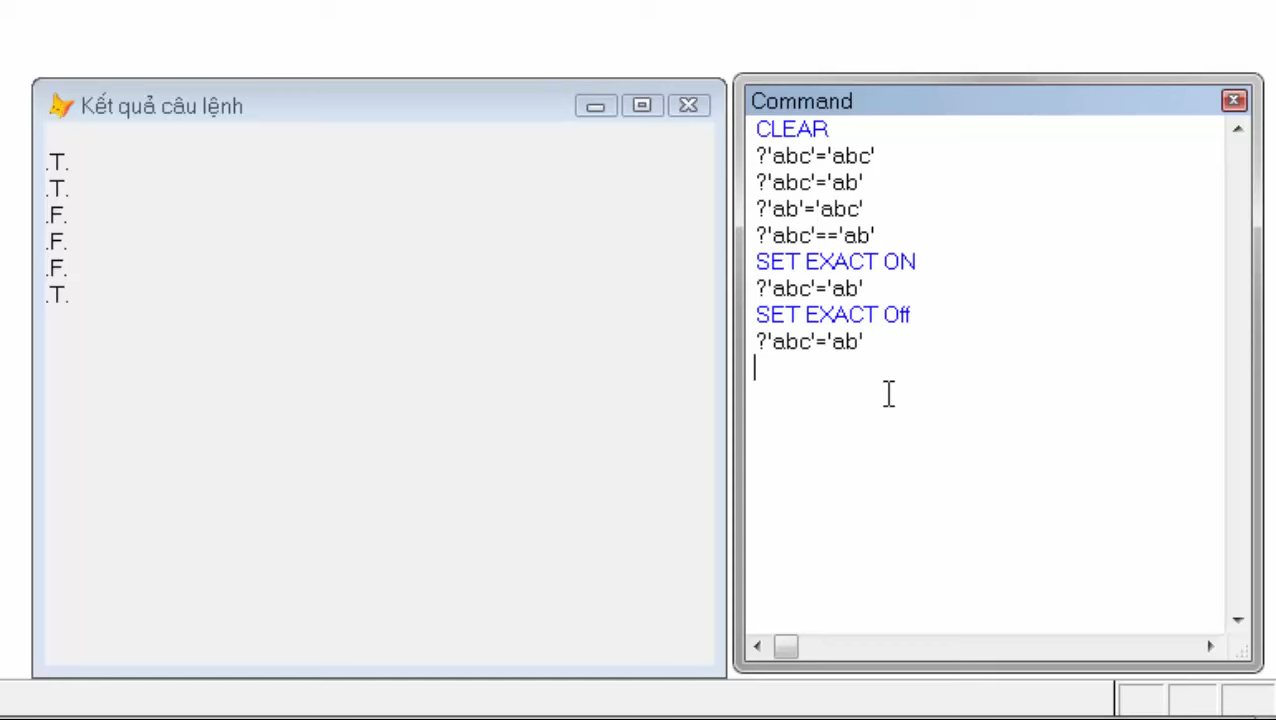 Kết quả câu lệnh
.T.
.T.
.F.
.F.
.F.
.T.
Command
CLEAR
?'abc'='abc'
?'abc'='ab'
?'ab'='abc'
?'abc'=='ab'
SET EXACT ON
?'abc'='ab'
SET EXACT Off
?'abc'='ab'